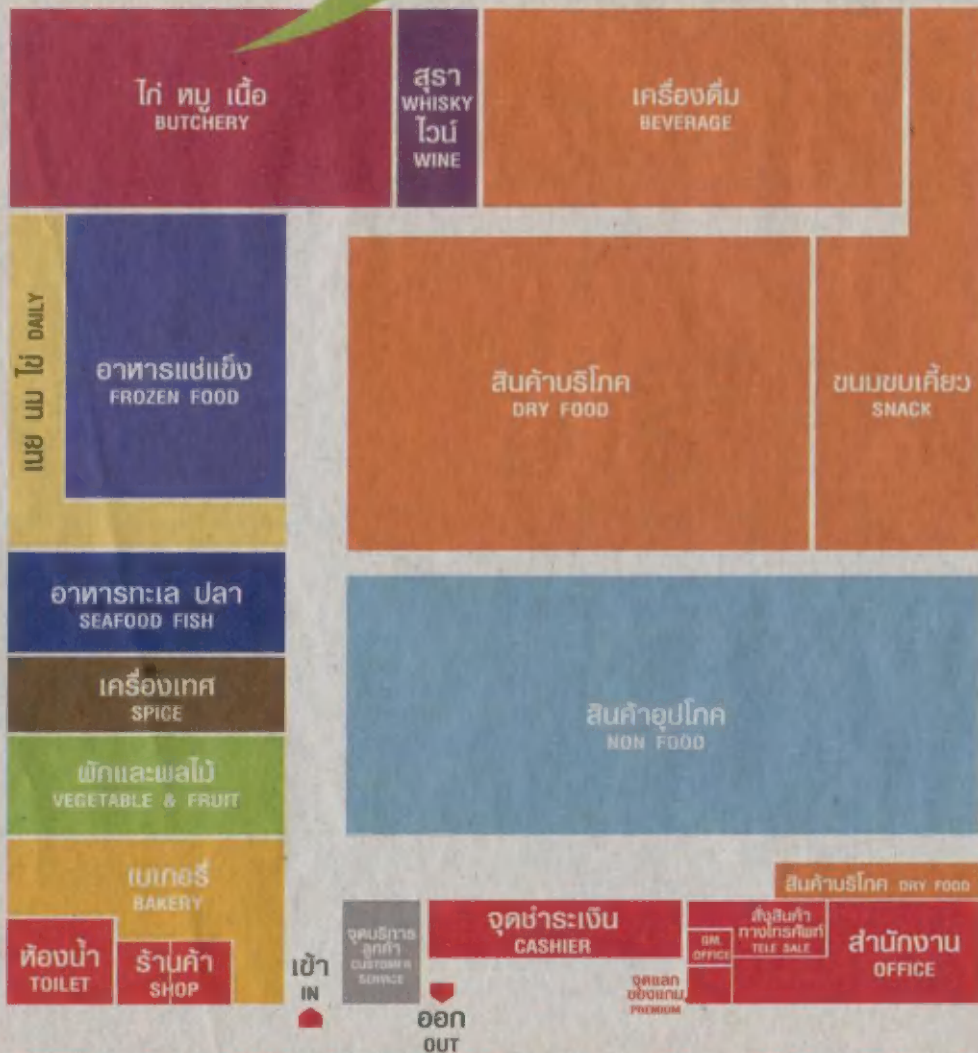 ไก่ หมู เนื้อ
BUTCHERY
สุรา
WHISKY
ไวน์
WINE
เครื่องดื่ม
BEVERAGE
เนย นม ไข่ DAILY
อาหารแช่แข็ง
FROZEN FOOD
สินค้าบริโภค
DRY FOOD
ขนมขบเคี้ยว
SNACK
อาหารทะเล ปลา
SEAFOOD FISH
เครื่องเทศ
SPICE
ผักและผลไม้
VEGETABLE & FRUIT
สินค้าอุปโภค
NON FOOD
เบเกอรี่
BAKERY
สินค้าบริโภค DRY FOOD
ห้องน้ำ
TOILET
ร้านค้า
SHOP
เข้า
IN
จุดบริการ
ลูกค้า
CUSTOMER
SERVICE
ออก
OUT
จุดชำระเงิน
CASHIER
จุดแลก
ของแถม
PREMIUM
GM.
OFFICE
สั่งสินค้า
ทางโทรศัพท์
TELE SALE
สำนักงาน
OFFICE